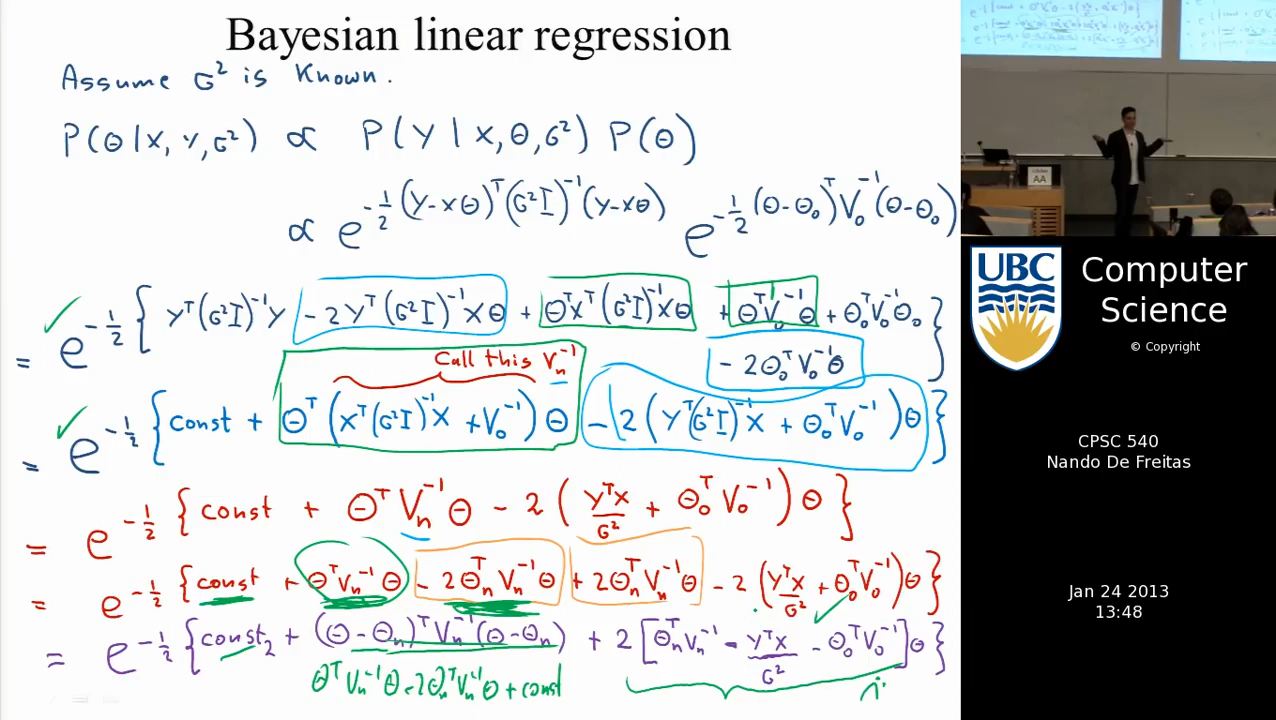 Bayesian linear regression
Assume σ² is Known.
P(θ|X, Y, σ²) ∝ P(Y | X, θ, σ²) P(θ)
∝ e^{-½ (Y-Xθ)ᵀ(σ²I)⁻¹(Y-Xθ)} e^{-½ (θ-θ₀)ᵀV₀⁻¹(θ-θ₀)}
= e^{-½ {Yᵀ(σ²I)⁻¹Y - 2Yᵀ(σ²I)⁻¹Xθ + θᵀXᵀ(σ²I)⁻¹Xθ + θᵀV₀⁻¹θ + θ₀ᵀV₀⁻¹θ₀
- 2θ₀ᵀV₀⁻¹θ}}
Call this Vₙ⁻¹
= e^{-½ {const + θᵀ(Xᵀ(σ²I)⁻¹X + V₀⁻¹)θ - 2(Yᵀ(σ²I)⁻¹X + θ₀ᵀV₀⁻¹)θ}}
= e^{-½ {const + θᵀVₙ⁻¹θ - 2(YᵀX/σ² + θ₀ᵀV₀⁻¹)θ}}
= e^{-½ {const + θᵀVₙ⁻¹θ - 2θₙᵀVₙ⁻¹θ + 2θₙᵀVₙ⁻¹θ - 2(YᵀX/σ² + θ₀ᵀV₀⁻¹)θ}}
= e^{-½ {const₂ + (θ-θₙ)ᵀVₙ⁻¹(θ-θₙ) + 2[θₙᵀVₙ⁻¹ - YᵀX/σ² - θ₀ᵀV₀⁻¹]θ}}
θᵀVₙ⁻¹θ - 2θₙᵀVₙ⁻¹θ + const
AA
UBC
Computer
Science
© Copyright
CPSC 540
Nando De Freitas
Jan 24 2013
13:48